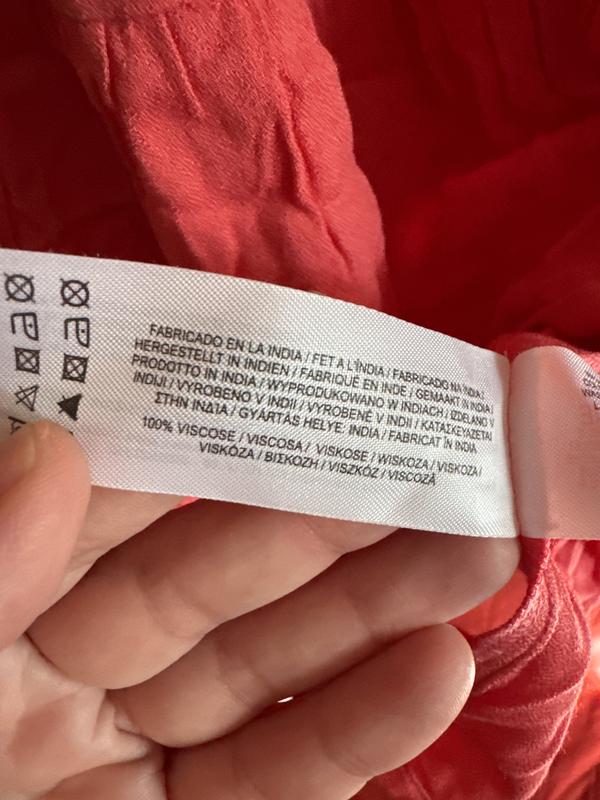 FABRICADO EN LA INDIA / FET A L'ÍNDIA / FABRICADO NA ÍNDIA /
HERGESTELLT IN INDIEN / FABRIQUÉ EN INDE / GEMAAKT IN INDIA /
PRODOTTO IN INDIA / WYPRODUKOWANO W INDIACH / IZDELANO V
INDIJI / VYROBENO V INDII / VYROBENÉ V INDII / ΚΑΤΑΣΚΕΥΑΖΕΤΑΙ
ΣΤΗΝ ΙΝΔΙΑ / GYÁRTÁS HELYE: INDIA / FABRICAT ÎN INDIA
100% VISCOSE / VISCOSA / VISKOSE / WISKOZA / VISKOZA /
VISKÓZA / ΒΙΣΚΟΖΗ / VISZKÓZ / VISCOZĂ